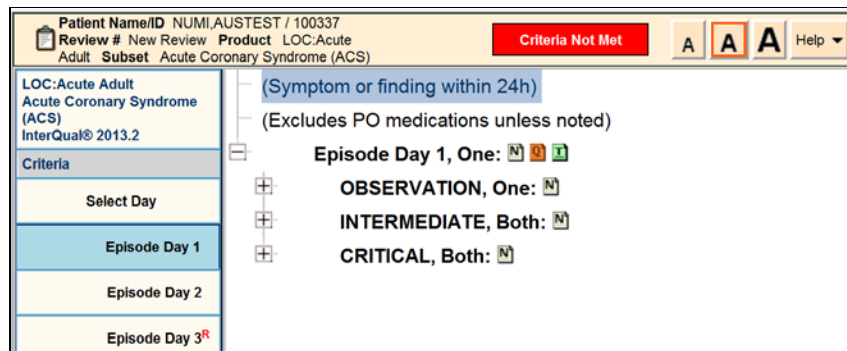 Patient Name/ID NUMI,AUSTEST / 100337
Review # New Review Product LOC:Acute
Adult Subset Acute Coronary Syndrome (ACS)
Criteria Not Met
A A A Help
LOC:Acute Adult
Acute Coronary Syndrome
(ACS)
InterQual® 2013.2
Criteria
Select Day
Episode Day 1
Episode Day 2
Episode Day 3R
(Symptom or finding within 24h)
(Excludes PO medications unless noted)
Episode Day 1, One: N Q T
OBSERVATION, One: N
INTERMEDIATE, Both: N
CRITICAL, Both: N